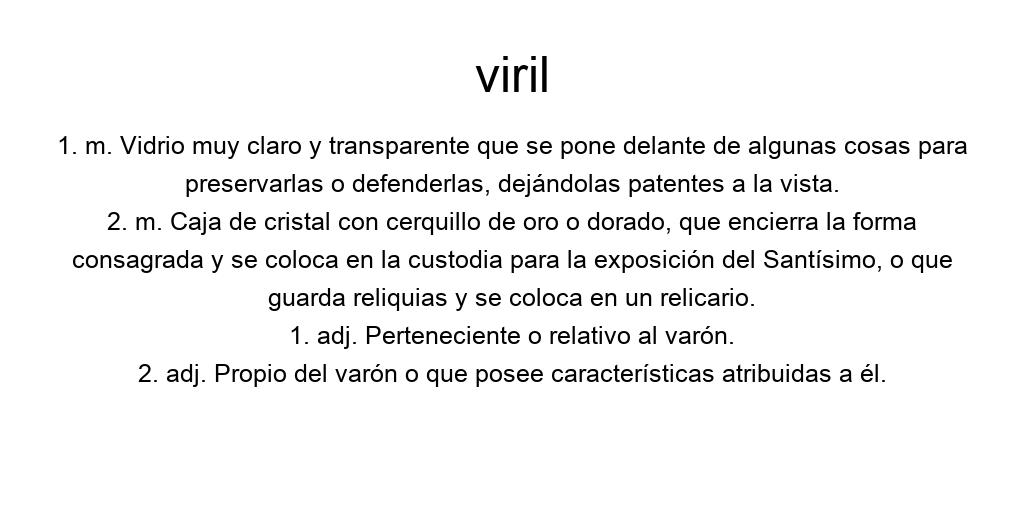 viril
1. m. Vidrio muy claro y transparente que se pone delante de algunas cosas para
preservarlas o defenderlas, dejándolas patentes a la vista.
2. m. Caja de cristal con cerquillo de oro o dorado, que encierra la forma
consagrada y se coloca en la custodia para la exposición del Santísimo, o que
guarda reliquias y se coloca en un relicario.
1. adj. Perteneciente o relativo al varón.
2. adj. Propio del varón o que posee características atribuidas a él.